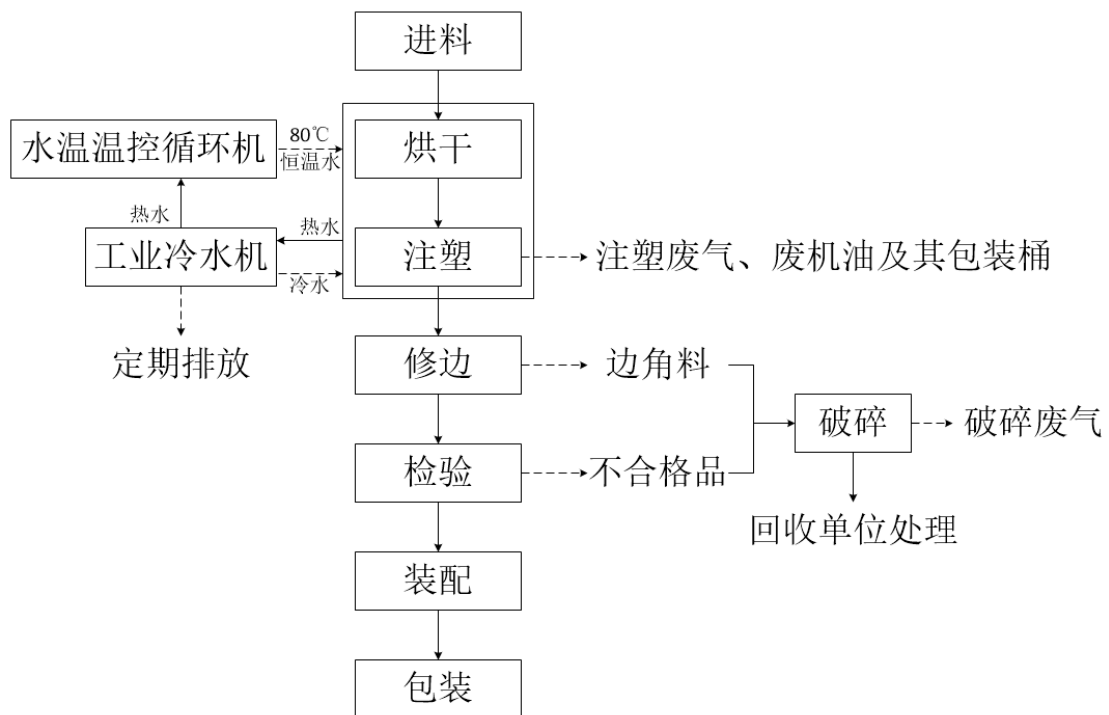 进料
水温温控循环机
80℃
恒温水
烘干
热水
热水
工业冷水机
冷水
注塑
注塑废气、废机油及其包装桶
定期排放
修边
边角料
破碎
破碎废气
检验
不合格品
回收单位处理
装配
包装